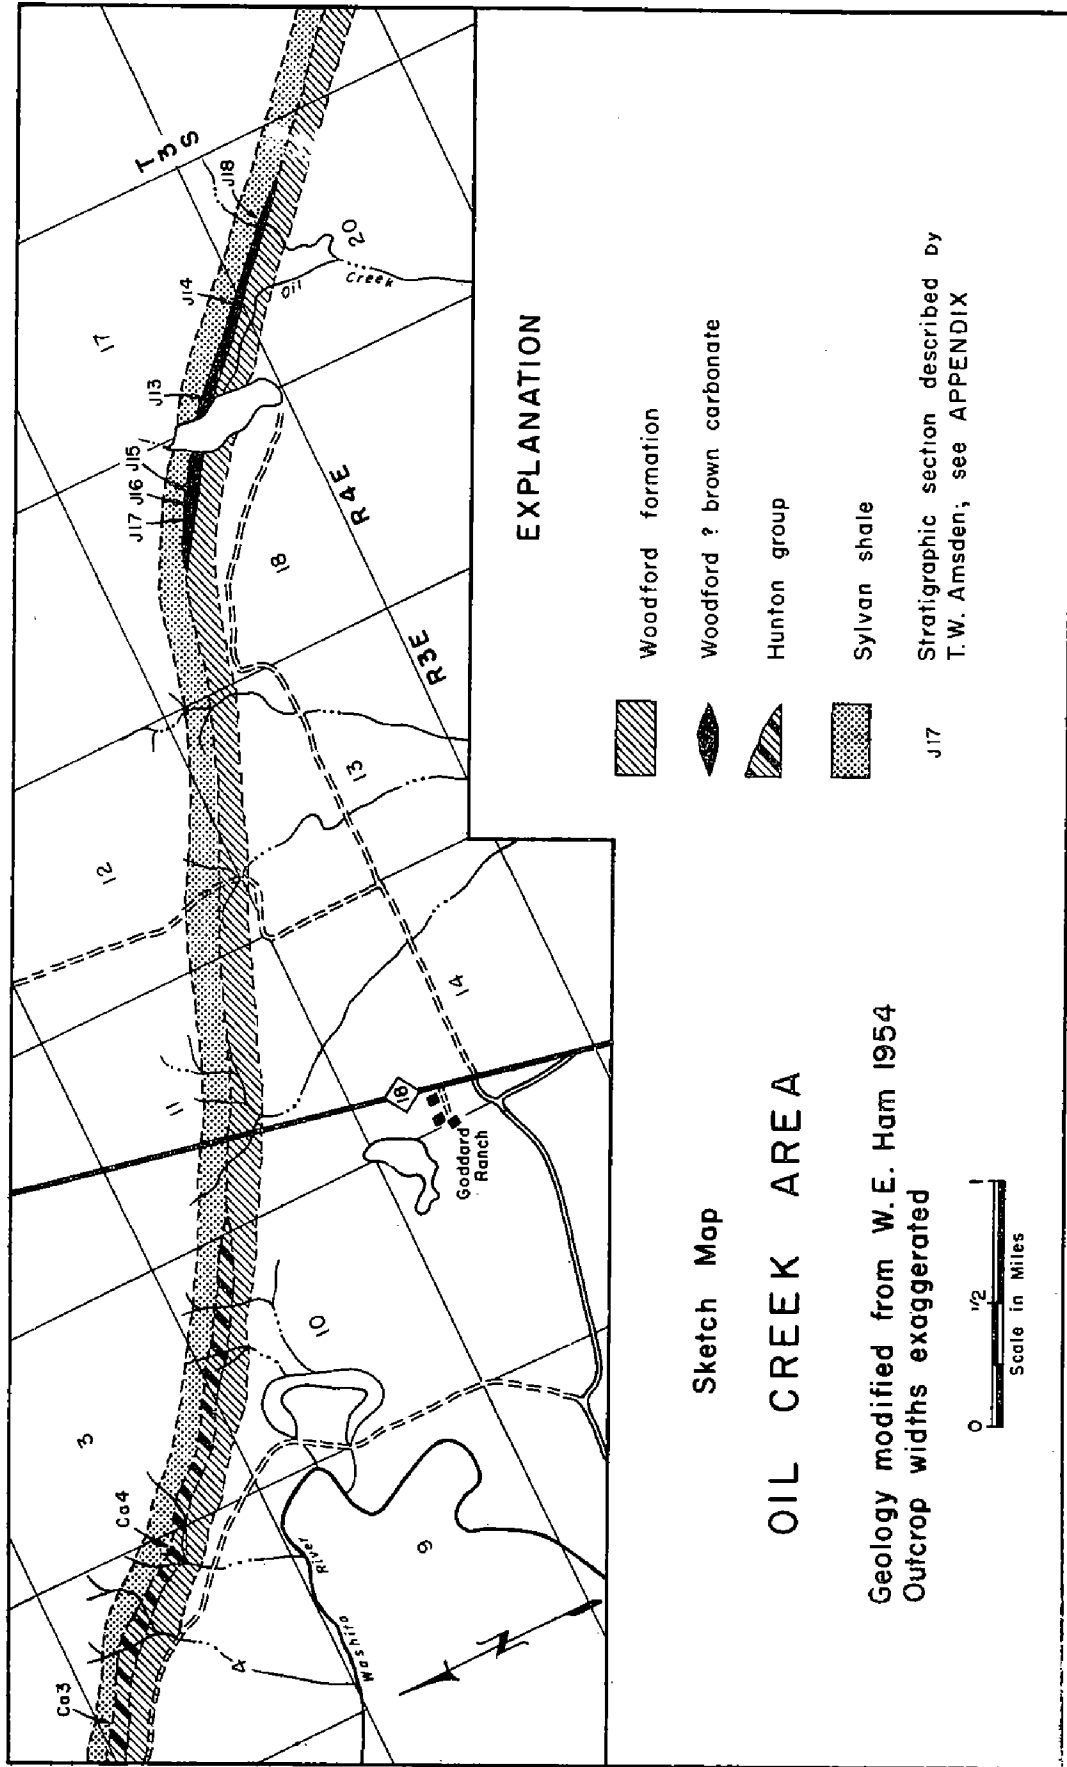 Ca3
Ca4
J17
J16
J15
J13
J14
J18
T3S
4
3
10
9
11
12
14
13
18
17
20
R3E
R4E
Washita
River
Oil
Creek
18
Goddard
Ranch
N
Sketch Map
OIL CREEK AREA
Geology modified from W. E. Ham 1954
Outcrop widths exaggerated
0 1/2 1
Scale in Miles
EXPLANATION
Woodford formation
Woodford ? brown carbonate
Hunton group
Sylvan shale
J17
Stratigraphic section described by
T. W. Amsden; see APPENDIX